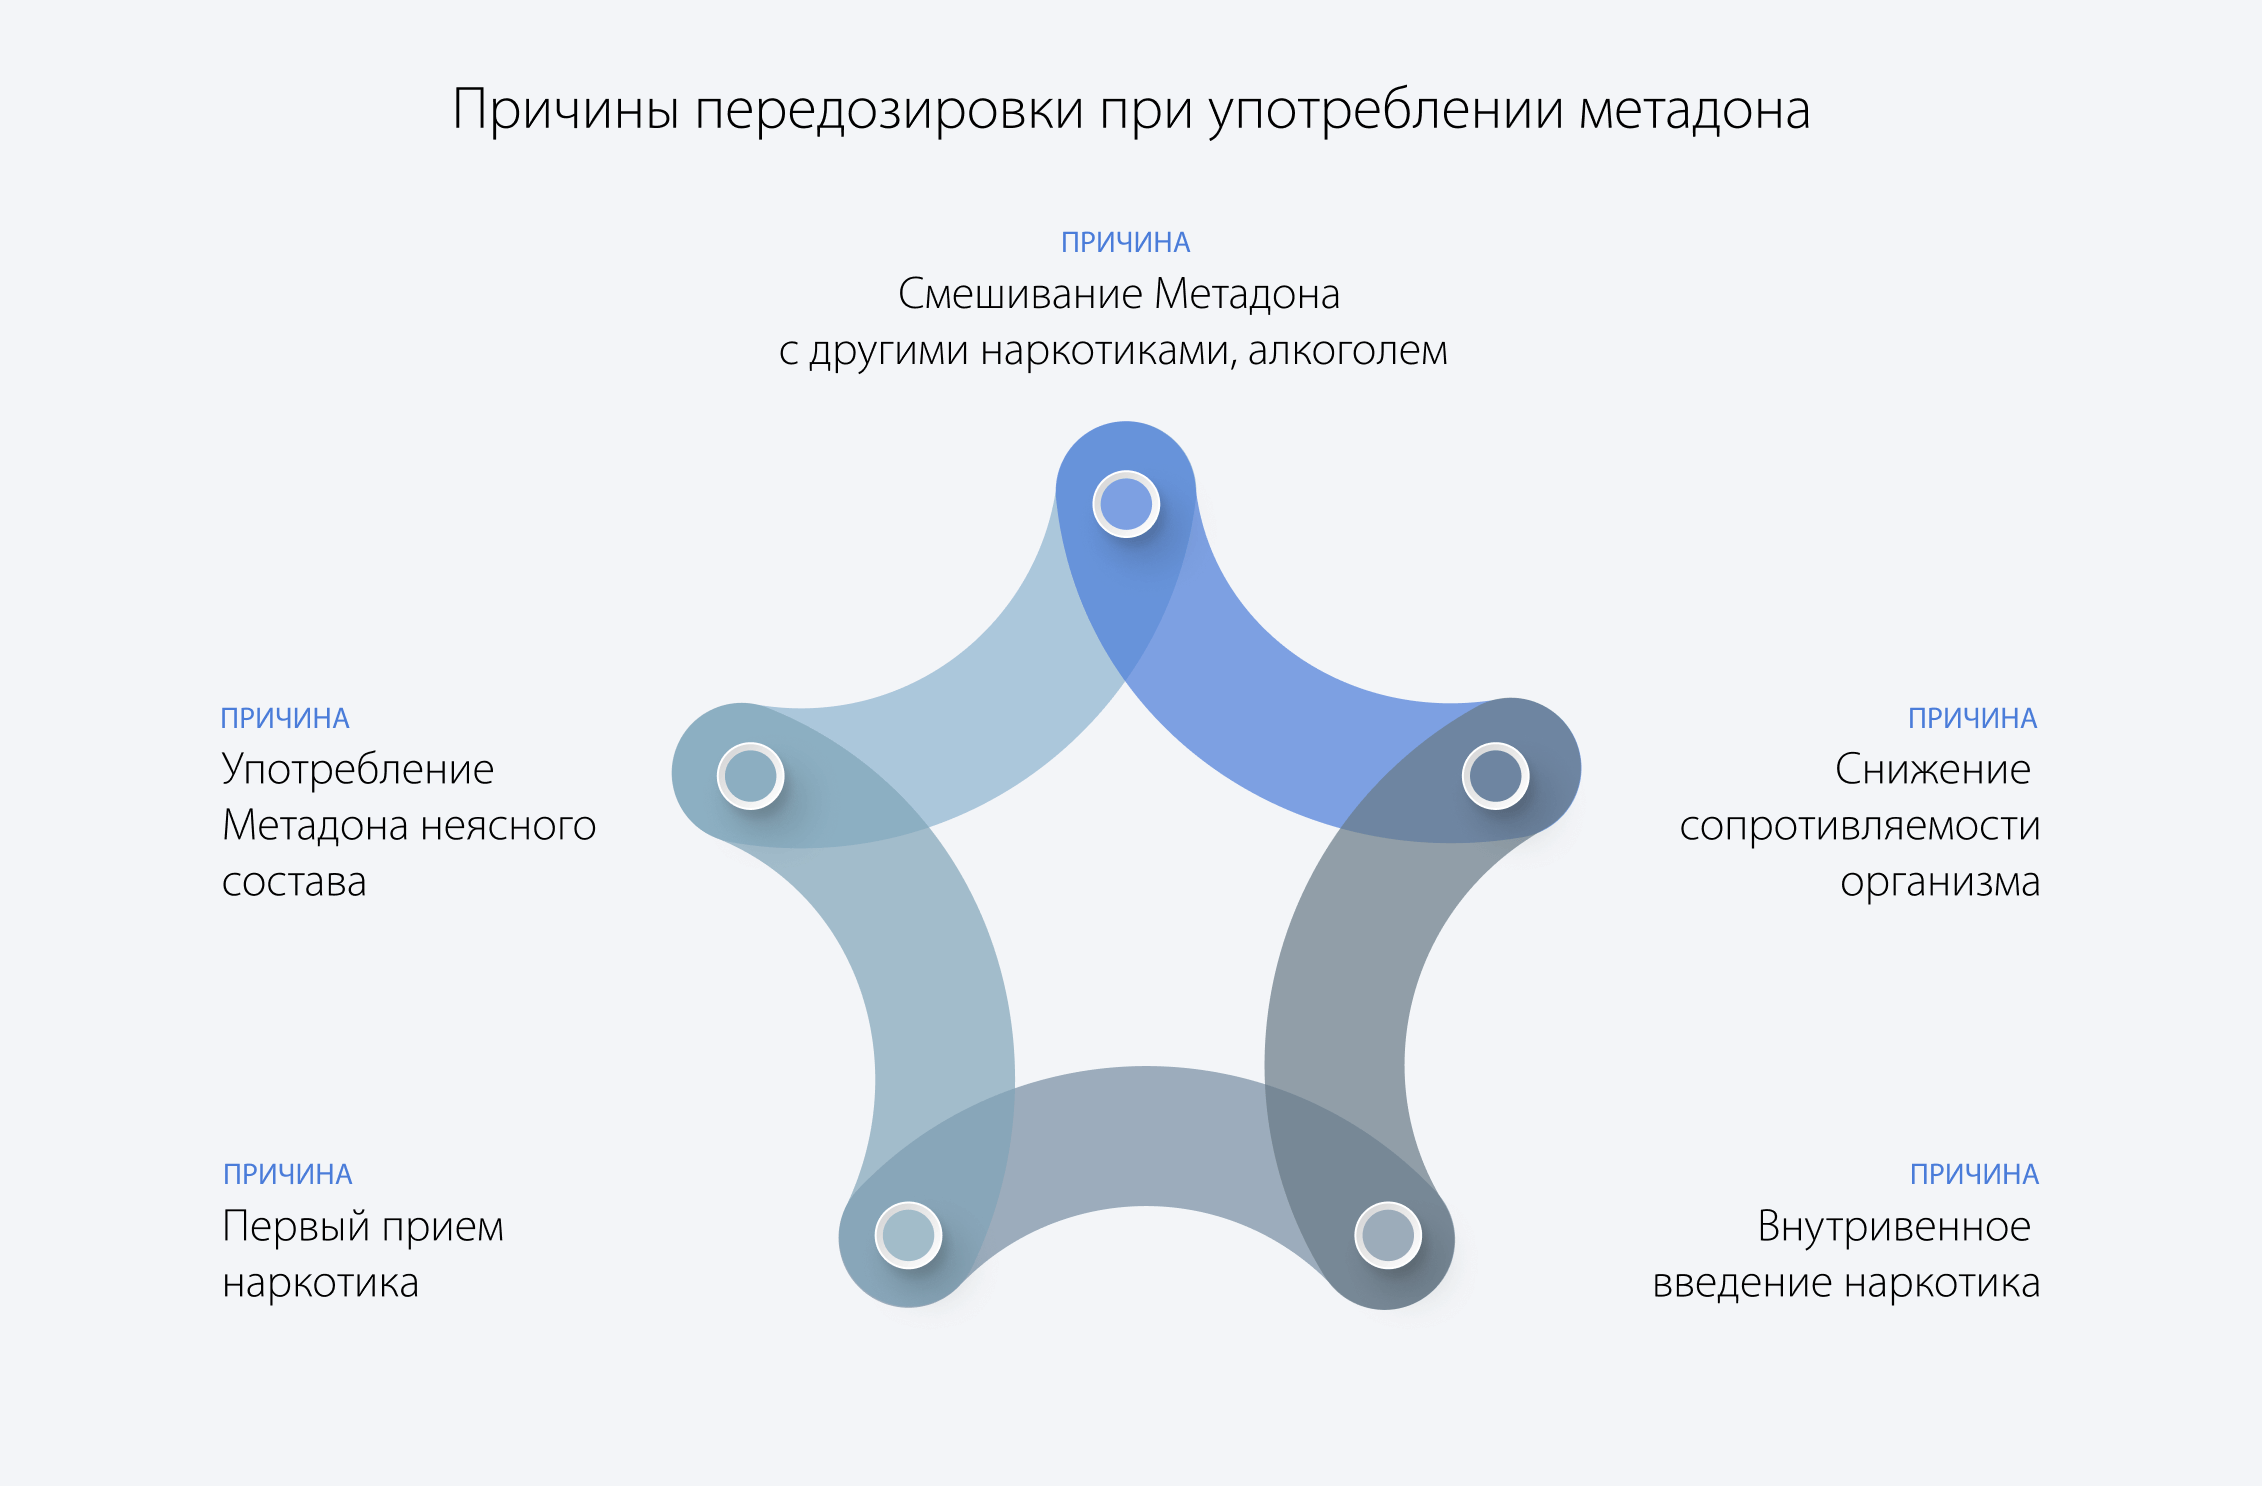 Причины передозировки при употреблении метадона
ПРИЧИНА
Смешивание Метадона
с другими наркотиками, алкоголем
ПРИЧИНА
Употребление
Метадона неясного
состава
ПРИЧИНА
Снижение
сопротивляемости
организма
ПРИЧИНА
Первый прием
наркотика
ПРИЧИНА
Внутривенное
введение наркотика